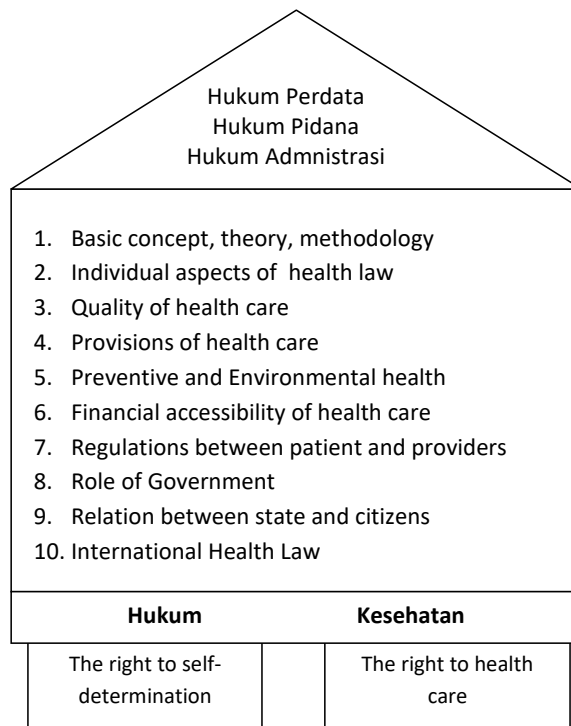 Hukum Perdata
Hukum Pidana
Hukum Admnistrasi
1. Basic concept, theory, methodology
2. Individual aspects of health law
3. Quality of health care
4. Provisions of health care
5. Preventive and Environmental health
6. Financial accessibility of health care
7. Regulations between patient and providers
8. Role of Government
9. Relation between state and citizens
10. International Health Law
Hukum Kesehatan
The right to self-
determination
The right to health
care